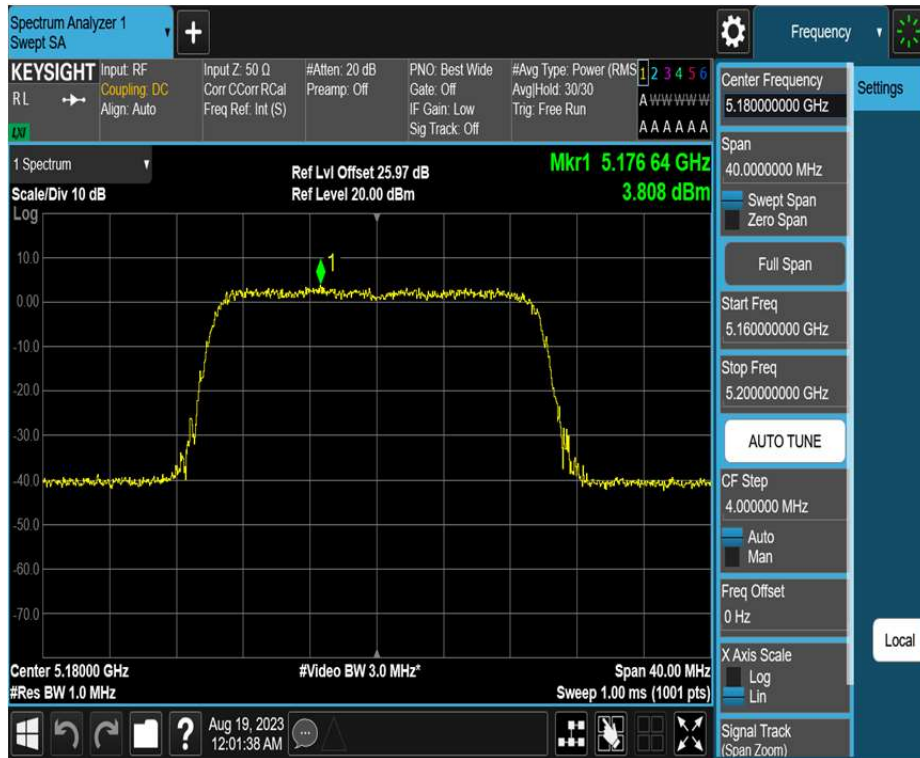 Spectrum Analyzer 1
Swept SA
+
Frequency
KEYSIGHT
R L
LXI
Input: RF
Coupling: DC
Align: Auto
Input Z: 50 Ω
Corr CCorr RCal
Freq Ref: Int (S)
#Atten: 20 dB
Preamp: Off
PNO: Best Wide
Gate: Off
IF Gain: Low
Sig Track: Off
#Avg Type: Power (RMS
Avg|Hold: 30/30
Trig: Free Run
1 2 3 4 5 6
A W W W W W
A A A A A A
1 Spectrum
Scale/Div 10 dB
Log
Ref Lvl Offset 25.97 dB
Ref Level 20.00 dBm
Mkr1 5.176 64 GHz
3.808 dBm
1
10.0
0.00
-10.0
-20.0
-30.0
-40.0
-50.0
-60.0
-70.0
Center 5.18000 GHz
#Res BW 1.0 MHz
#Video BW 3.0 MHz*
Span 40.00 MHz
Sweep 1.00 ms (1001 pts)
?
Aug 19, 2023
12:01:38 AM
Center Frequency
5.180000000 GHz
Span
40.0000000 MHz
Swept Span
Zero Span
Full Span
Start Freq
5.160000000 GHz
Stop Freq
5.200000000 GHz
AUTO TUNE
CF Step
4.000000 MHz
Auto
Man
Freq Offset
0 Hz
X Axis Scale
Log
Lin
Signal Track
(Span Zoom)
Settings
Local